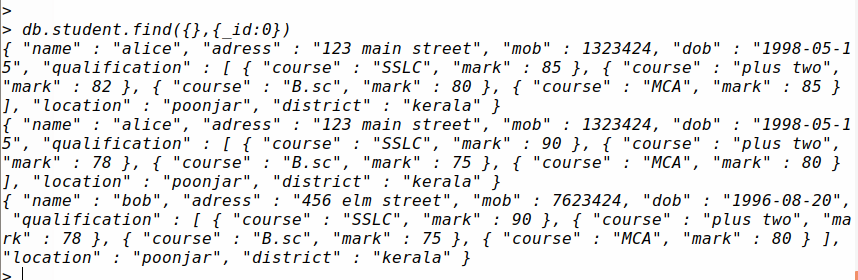 >
> db.student.find({},{_id:0})
{ "name" : "alice", "adress" : "123 main street", "mob" : 1323424, "dob" : "1998-05-1
5", "qualification" : [ { "course" : "SSLC", "mark" : 85 }, { "course" : "plus two",
"mark" : 82 }, { "course" : "B.sc", "mark" : 80 }, { "course" : "MCA", "mark" : 85 }
], "location" : "poonjar", "district" : "kerala" }
{ "name" : "alice", "adress" : "123 main street", "mob" : 1323424, "dob" : "1998-05-1
5", "qualification" : [ { "course" : "SSLC", "mark" : 90 }, { "course" : "plus two",
"mark" : 78 }, { "course" : "B.sc", "mark" : 75 }, { "course" : "MCA", "mark" : 80 }
], "location" : "poonjar", "district" : "kerala" }
{ "name" : "bob", "adress" : "456 elm street", "mob" : 7623424, "dob" : "1996-08-20",
 "qualification" : [ { "course" : "SSLC", "mark" : 90 }, { "course" : "plus two", "ma
rk" : 78 }, { "course" : "B.sc", "mark" : 75 }, { "course" : "MCA", "mark" : 80 } ],
"location" : "poonjar", "district" : "kerala" }
>